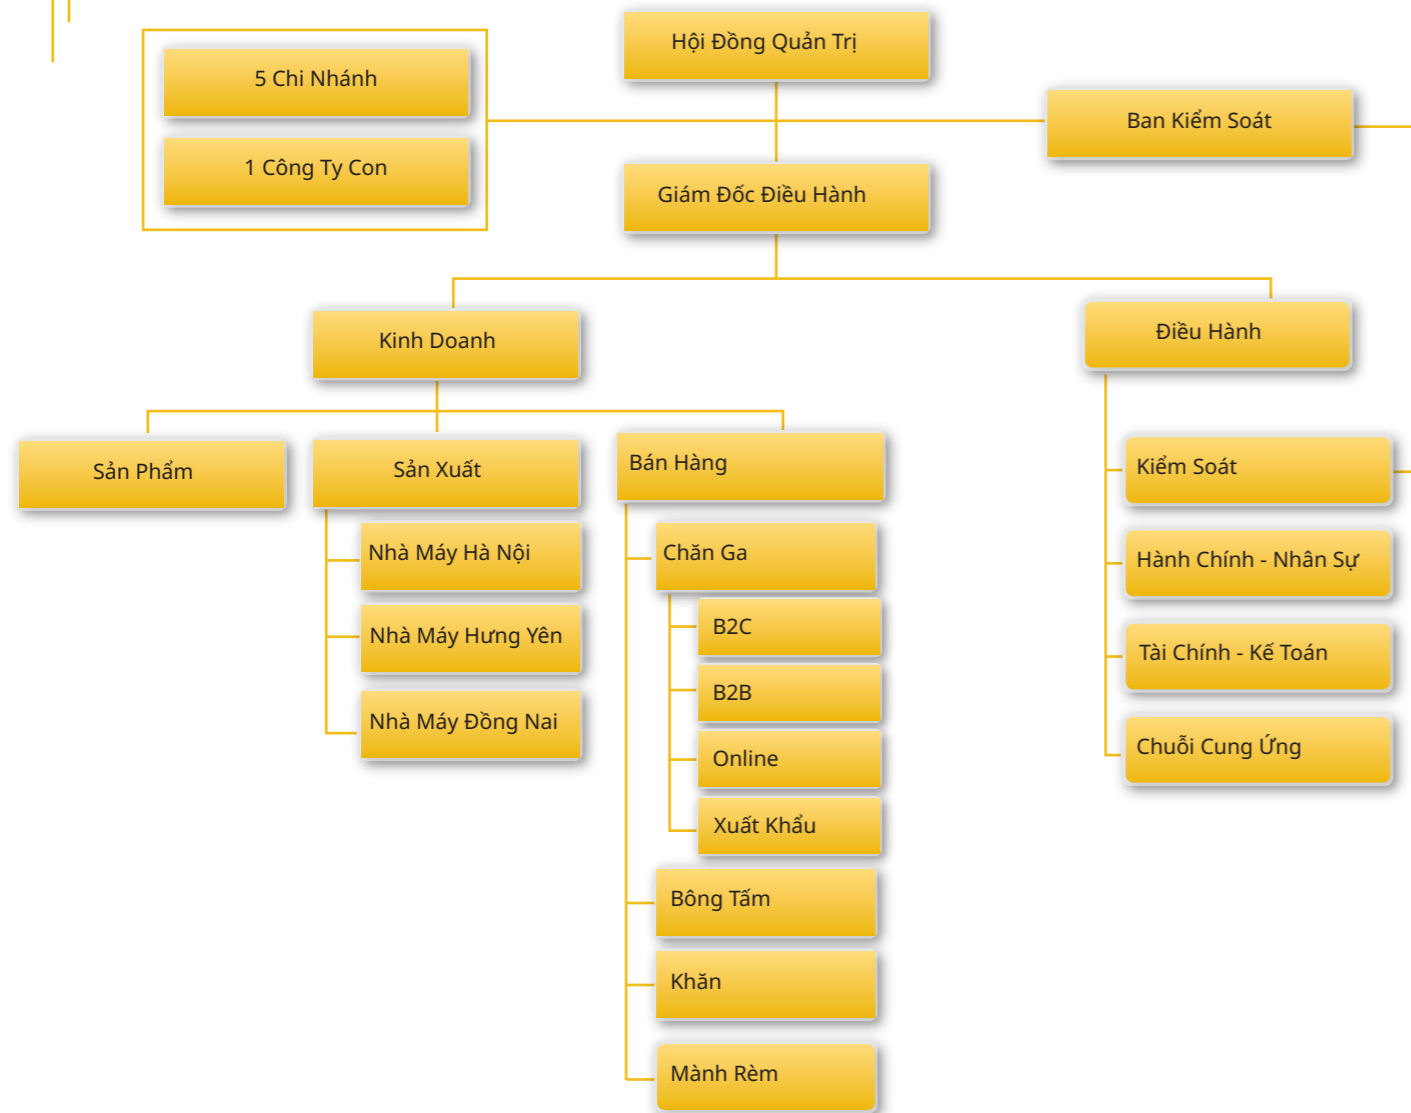 Hội Đồng Quản Trị
5 Chi Nhánh
1 Công Ty Con
Ban Kiểm Soát
Giám Đốc Điều Hành
Kinh Doanh
Điều Hành
Sản Phẩm
Sản Xuất
Nhà Máy Hà Nội
Nhà Máy Hưng Yên
Nhà Máy Đồng Nai
Bán Hàng
Chăn Ga
B2C
B2B
Online
Xuất Khẩu
Bông Tấm
Khăn
Mành Rèm
Kiểm Soát
Hành Chính - Nhân Sự
Tài Chính - Kế Toán
Chuỗi Cung Ứng